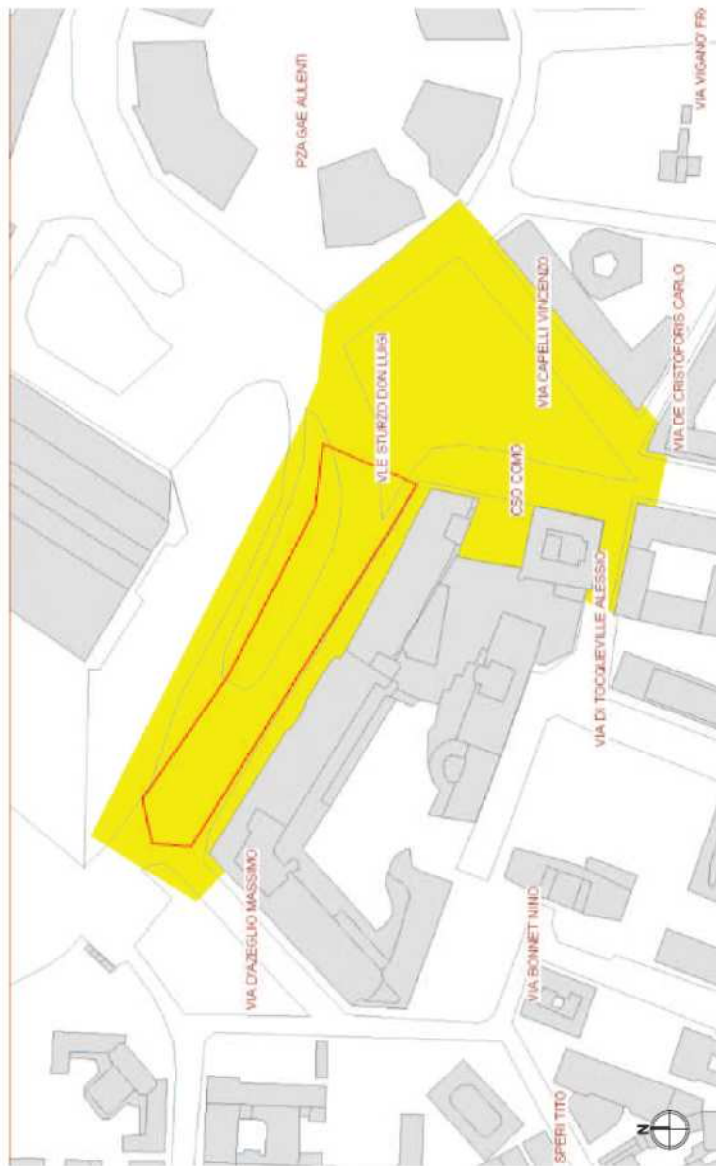 PZA GAE AULENTI
VIA VIGANO' FRA
VLE STURZO DON LUIGI
VIA CAPELLI VINCENZO
VIA DE CRISTOFORIS CARLO
CSO COMO
VIA DI TOCQUEVILLE ALESSIO
VIA D'AZEGLIO MASSIMO
VIA BONNET NINO
SPERI TITO
N